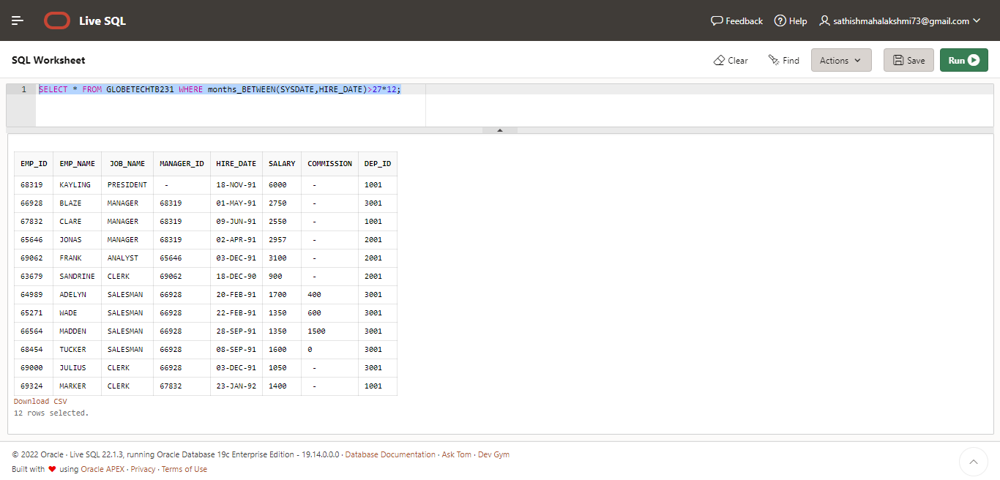 Live SQL Feedback Help sathishmahalakshmi73@gmail.com
SQL Worksheet Clear Find Actions Save Run
1 SELECT * FROM GLOBETECHTB231 WHERE months_BETWEEN(SYSDATE,HIRE_DATE)>27*12;
EMP_ID EMP_NAME JOB_NAME MANAGER_ID HIRE_DATE SALARY COMMISSION DEP_ID
68319 KAYLING PRESIDENT - 18-NOV-91 6000 - 1001
66928 BLAZE MANAGER 68319 01-MAY-91 2750 - 3001
67832 CLARE MANAGER 68319 09-JUN-91 2550 - 1001
65646 JONAS MANAGER 68319 02-APR-91 2957 - 2001
69062 FRANK ANALYST 65646 03-DEC-91 3100 - 2001
63679 SANDRINE CLERK 69062 18-DEC-90 900 - 2001
64989 ADELYN SALESMAN 66928 20-FEB-91 1700 400 3001
65271 WADE SALESMAN 66928 22-FEB-91 1350 600 3001
66564 MADDEN SALESMAN 66928 28-SEP-91 1350 1500 3001
68454 TUCKER SALESMAN 66928 08-SEP-91 1600 0 3001
69000 JULIUS CLERK 66928 03-DEC-91 1050 - 3001
69324 MARKER CLERK 67832 23-JAN-92 1400 - 1001
Download CSV
12 rows selected.
© 2022 Oracle · Live SQL 22.1.3, running Oracle Database 19c Enterprise Edition - 19.14.0.0.0 · Database Documentation · Ask Tom · Dev Gym
Built with ❤ using Oracle APEX · Privacy · Terms of Use